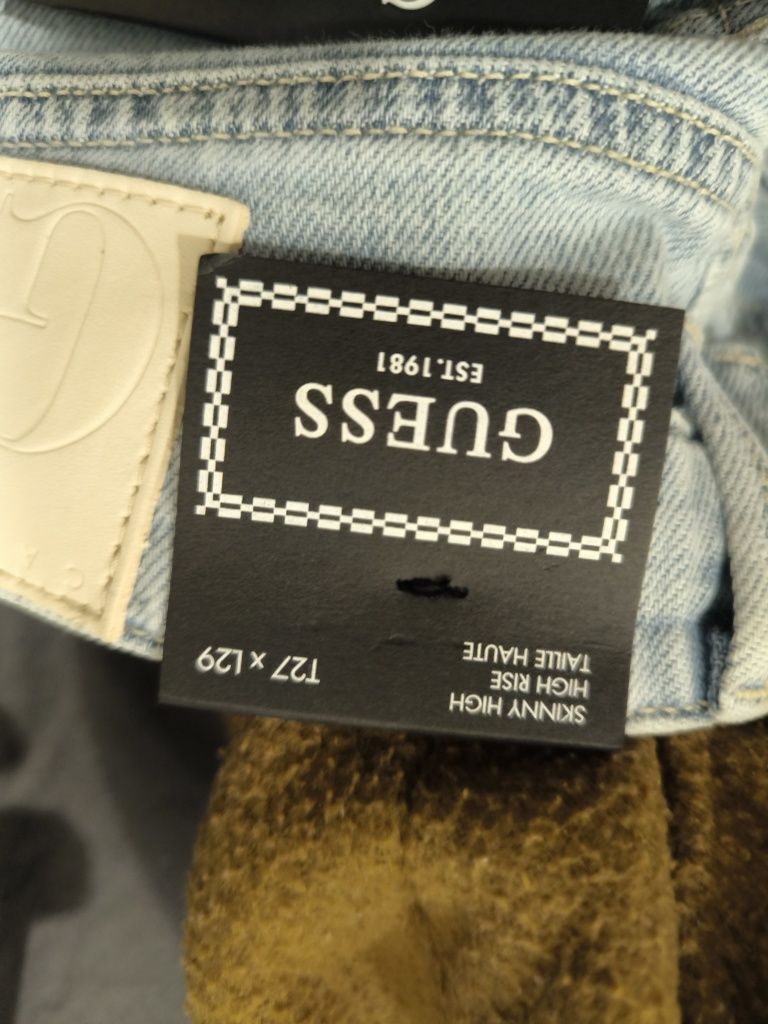 SKINNY HIGH
HIGH RISE
TAILLE HAUTE
T27 x L29
GUESS
EST.1981
G